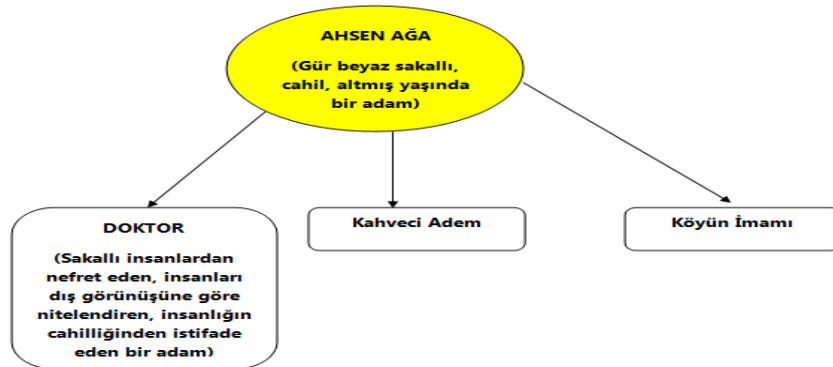 AHSEN AĞA
(Gür beyaz sakallı,
cahil, altmış yaşında
bir adam)
DOKTOR
(Sakallı insanlardan
nefret eden, insanları
dış görünüşüne göre
nitelendiren, insanlığın
cahilliğinden istifade
eden bir adam)
Kahveci Adem
Köyün İmamı